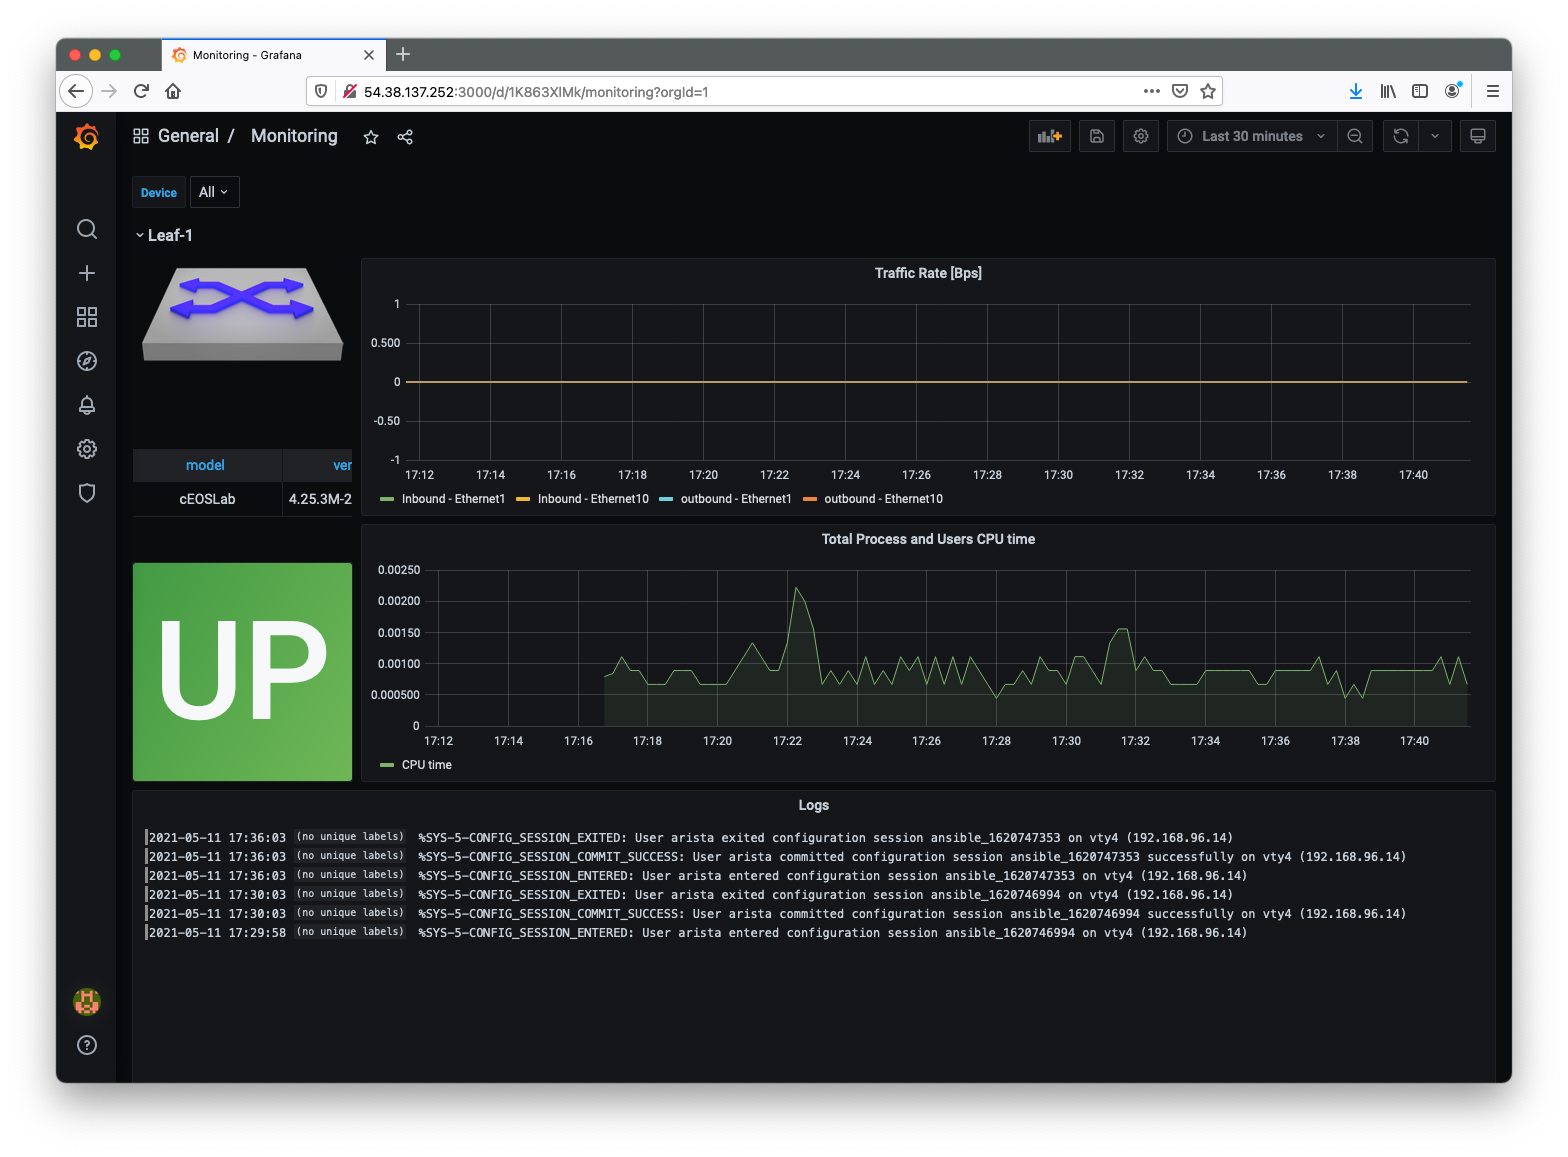 Monitoring - Grafana
54.38.137.252:3000/d/1K863XlMk/monitoring?orgId=1
General / Monitoring
Last 30 minutes
Device All
Leaf-1
Traffic Rate [Bps]
1
0.500
0
-0.50
-1
17:12 17:14 17:16 17:18 17:20 17:22 17:24 17:26 17:28 17:30 17:32 17:34 17:36 17:38 17:40
Inbound - Ethernet1 Inbound - Ethernet10 outbound - Ethernet1 outbound - Ethernet10
model ver
cEOSLab 4.25.3M-2
UP
Total Process and Users CPU time
0.00250
0.00200
0.00150
0.00100
0.000500
0
17:12 17:14 17:16 17:18 17:20 17:22 17:24 17:26 17:28 17:30 17:32 17:34 17:36 17:38 17:40
CPU time
Logs
2021-05-11 17:36:03 (no unique labels) %SYS-5-CONFIG_SESSION_EXITED: User arista exited configuration session ansible_1620747353 on vty4 (192.168.96.14)
2021-05-11 17:36:03 (no unique labels) %SYS-5-CONFIG_SESSION_COMMIT_SUCCESS: User arista committed configuration session ansible_1620747353 successfully on vty4 (192.168.96.14)
2021-05-11 17:36:03 (no unique labels) %SYS-5-CONFIG_SESSION_ENTERED: User arista entered configuration session ansible_1620747353 on vty4 (192.168.96.14)
2021-05-11 17:30:03 (no unique labels) %SYS-5-CONFIG_SESSION_EXITED: User arista exited configuration session ansible_1620746994 on vty4 (192.168.96.14)
2021-05-11 17:30:03 (no unique labels) %SYS-5-CONFIG_SESSION_COMMIT_SUCCESS: User arista committed configuration session ansible_1620746994 successfully on vty4 (192.168.96.14)
2021-05-11 17:29:58 (no unique labels) %SYS-5-CONFIG_SESSION_ENTERED: User arista entered configuration session ansible_1620746994 on vty4 (192.168.96.14)